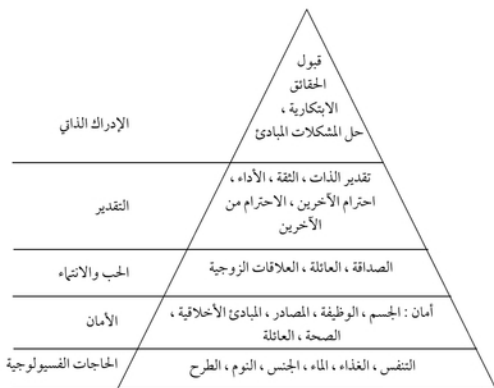 قبول
الحقائق
الابتكارية ،
حل المشكلات المبادئ
الإدراك الذاتي
تقدير الذات ، الثقة ، الأداء ،
احترام الآخرين ، الاحترام من
الآخرين
التقدير
الصداقة ، العائلة ، العلاقات الزوجية
الحب والانتماء
أمان : الجسم ، الوظيفة ، المصادر ، المبادئ الأخلاقية ،
الصحة ، العائلة
الأمان
التنفس ، الغذاء ، الماء ، الجنس ، النوم ، الطرح
الحاجات الفسيولوجية